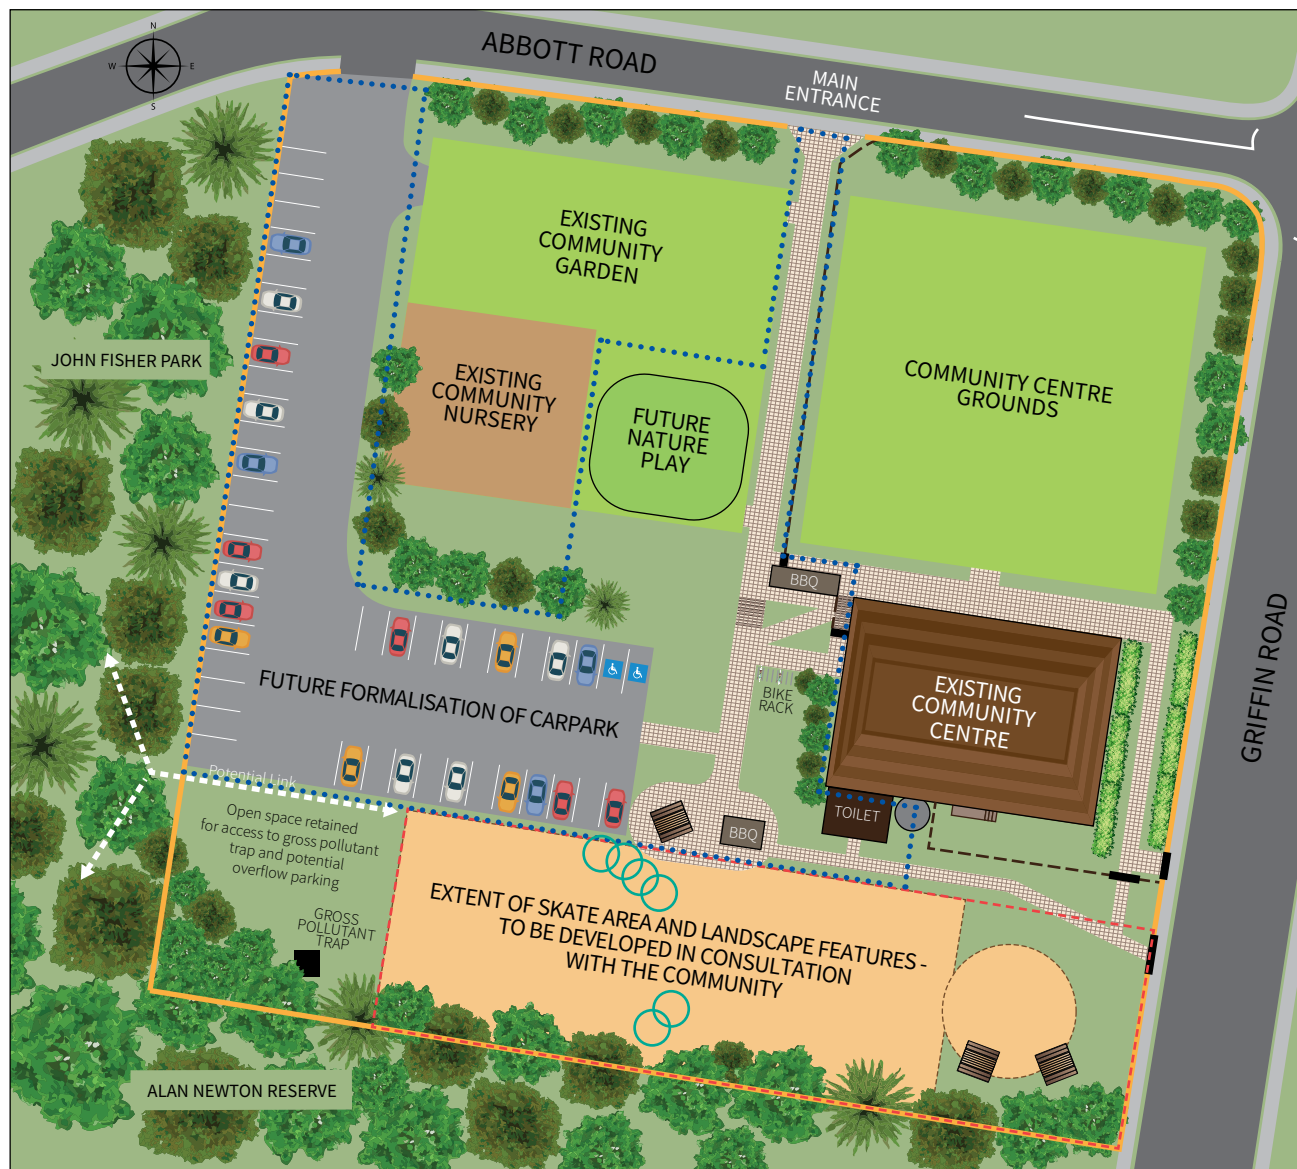 N
W
E
S
ABBOTT ROAD
MAIN
ENTRANCE
EXISTING
COMMUNITY
GARDEN
JOHN FISHER PARK
EXISTING
COMMUNITY
NURSERY
FUTURE
NATURE
PLAY
COMMUNITY CENTRE
GROUNDS
BBQ
GRIFFIN ROAD
FUTURE FORMALISATION OF CARPARK
BIKE
RACK
EXISTING
COMMUNITY
CENTRE
Potential Link
TOILET
BBQ
Open space retained
for access to gross pollutant
trap and potential
overflow parking
GROSS
POLLUTANT
TRAP
EXTENT OF SKATE AREA AND LANDSCAPE FEATURES -
TO BE DEVELOPED IN CONSULTATION
WITH THE COMMUNITY
ALAN NEWTON RESERVE